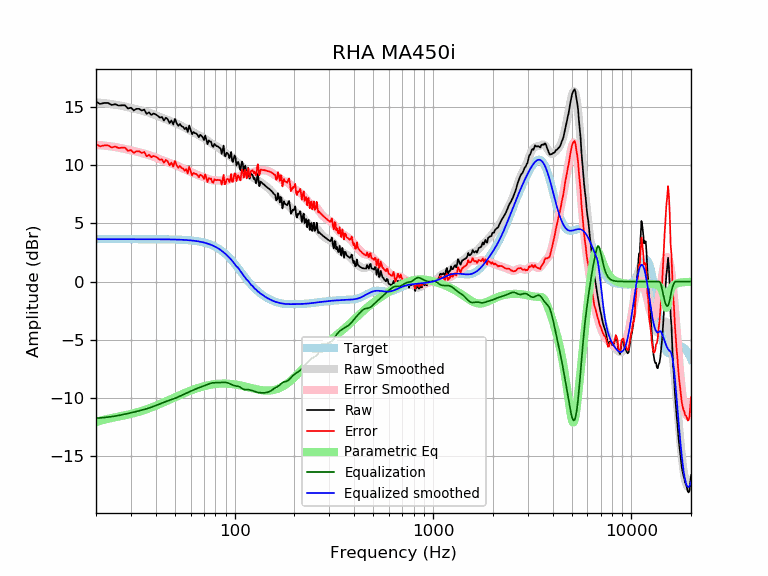 RHA MA450i
Amplitude (dBr)
15
10
5
0
−5
−10
−15
Target
Raw Smoothed
Error Smoothed
Raw
Error
Parametric Eq
Equalization
Equalized smoothed
100
1000
10000
Frequency (Hz)